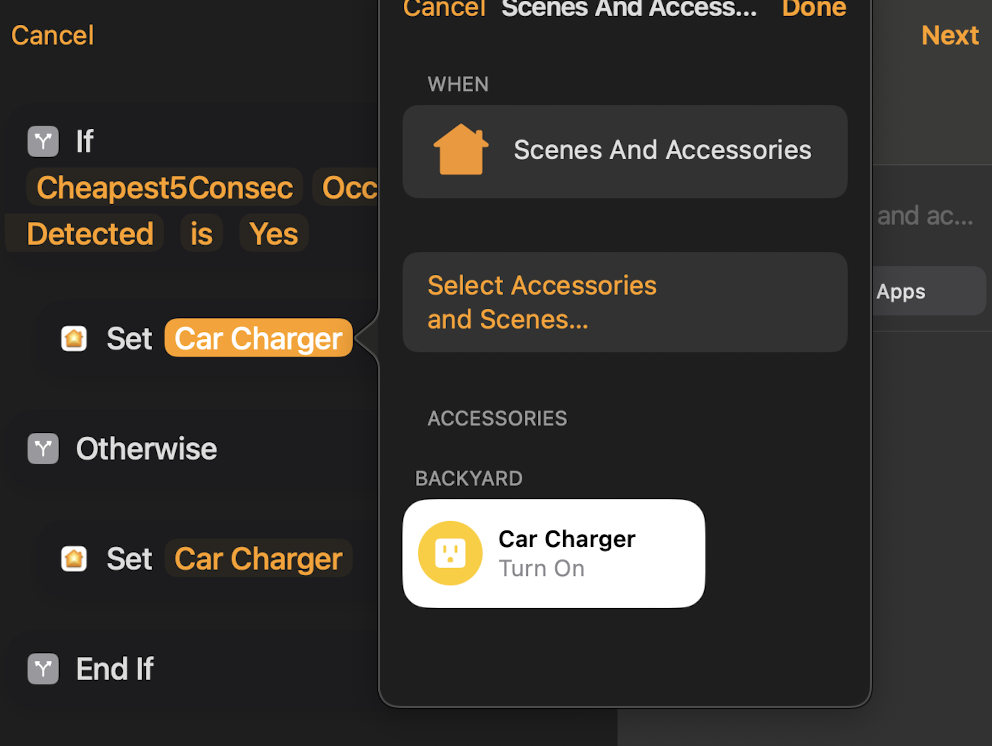 Cancel
If
Cheapest5Consec Occ
Detected is Yes
Set Car Charger
Otherwise
Set Car Charger
End If
Cancel Scenes And Access... Done
WHEN
Scenes And Accessories
Select Accessories
and Scenes...
ACCESSORIES
BACKYARD
Car Charger
Turn On
Next
and ac...
Apps